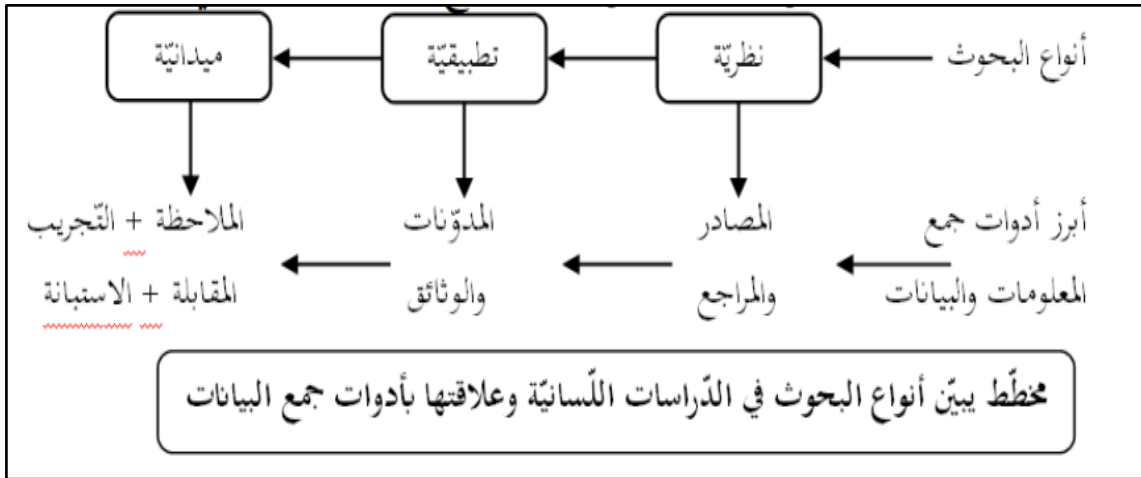 أنواع البحوث
نظريّة
تطبيقيّة
ميدانيّة
أبرز أدوات جمع
المعلومات والبيانات
المصادر
والمراجع
المدوّنات
والوثائق
الملاحظة + التّجريب
المقابلة + الاستبانة
مخطّط يبيّن أنواع البحوث في الدّراسات اللّسانيّة وعلاقتها بأدوات جمع البيانات